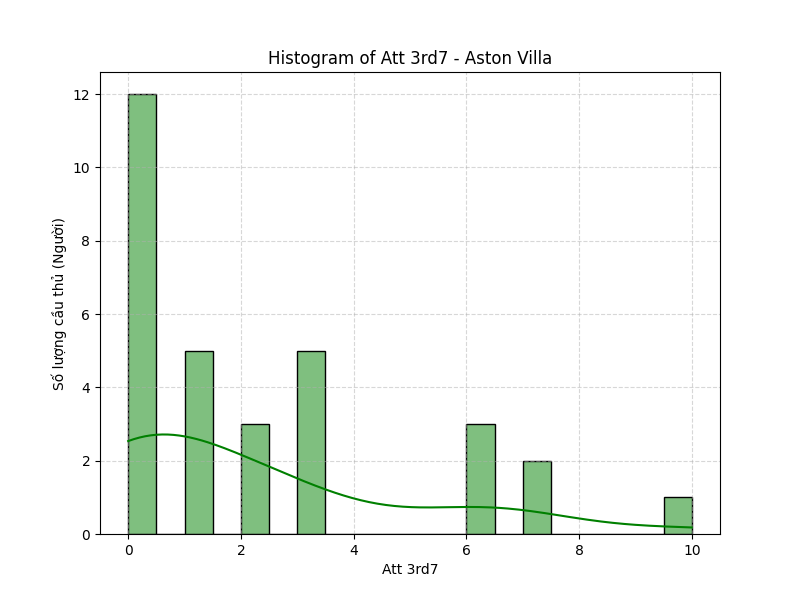 Histogram of Att 3rd7 - Aston Villa
Số lượng cầu thủ (Người)
12
10
8
6
4
2
0
0 2 4 6 8 10
Att 3rd7